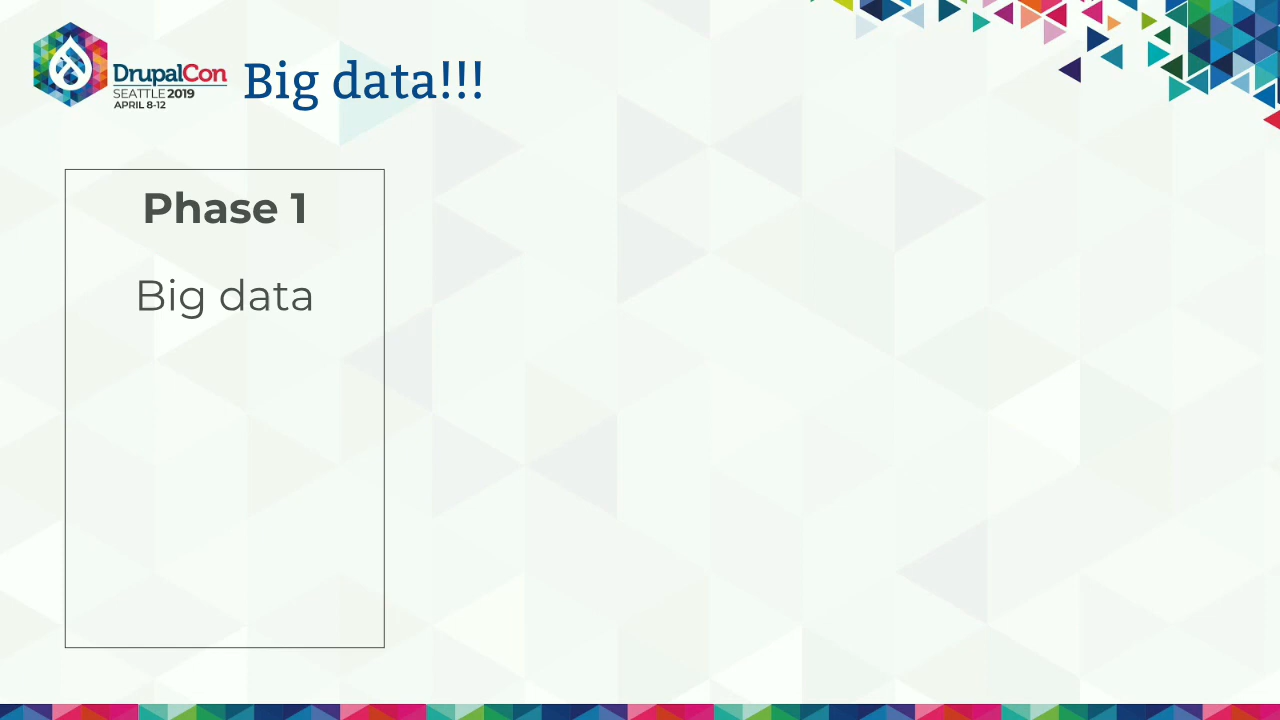 DrupalCon
SEATTLE 2019
APRIL 8-12
Big data!!!
Phase 1
Big data